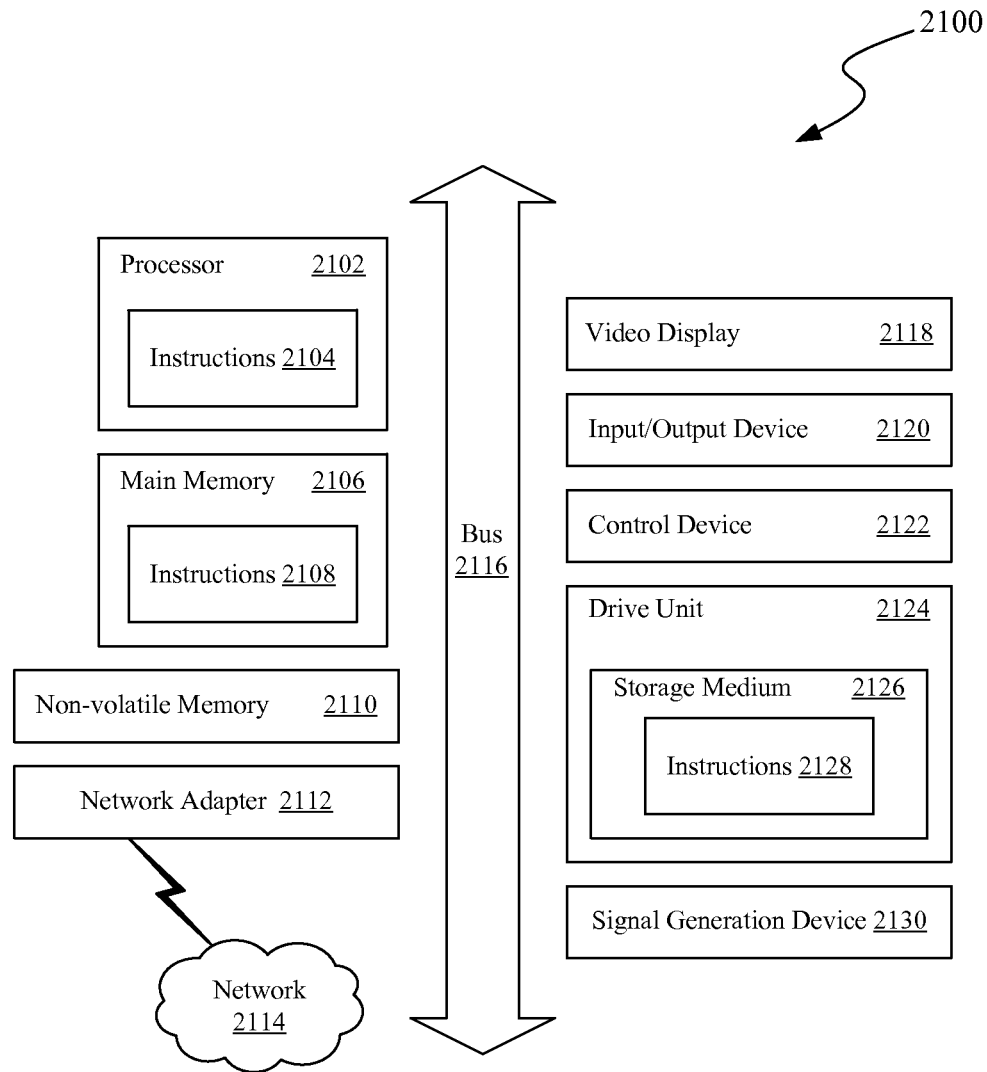 2100
Processor 2102
Instructions 2104
Main Memory 2106
Instructions 2108
Non-volatile Memory 2110
Network Adapter 2112
Network
2114
Bus
2116
Video Display 2118
Input/Output Device 2120
Control Device 2122
Drive Unit 2124
Storage Medium 2126
Instructions 2128
Signal Generation Device 2130